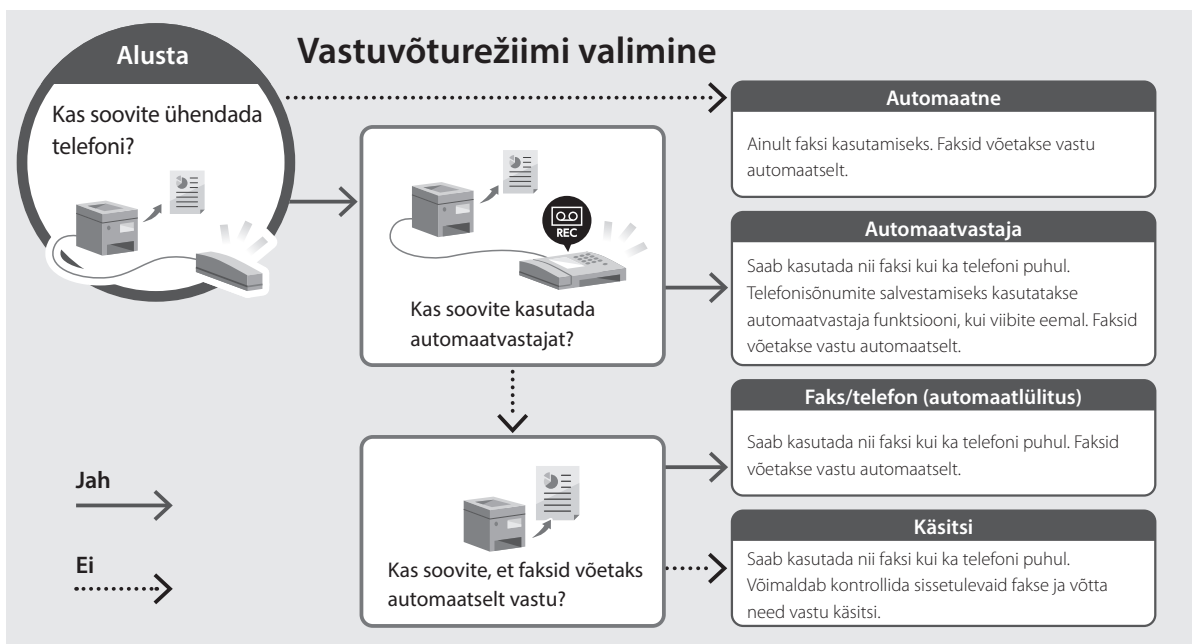 Vastuvõturežiimi valimine
Alusta
Kas soovite ühendada
telefoni?
REC
Kas soovite kasutada
automaatvastajat?
Kas soovite, et faksid võetaks
automaatselt vastu?
Automaatne
Ainult faksi kasutamiseks. Faksid võetakse vastu
automaatselt.
Automaatvastaja
Saab kasutada nii faksi kui ka telefoni puhul.
Telefonisõnumite salvestamiseks kasutatakse
automaatvastaja funktsiooni, kui viibite eemal. Faksid
võetakse vastu automaatselt.
Faks/telefon (automaatlülitus)
Saab kasutada nii faksi kui ka telefoni puhul. Faksid
võetakse vastu automaatselt.
Käsitsi
Saab kasutada nii faksi kui ka telefoni puhul.
Võimaldab kontrollida sissetulevaid fakse ja võtta
need vastu käsitsi.
Jah
Ei